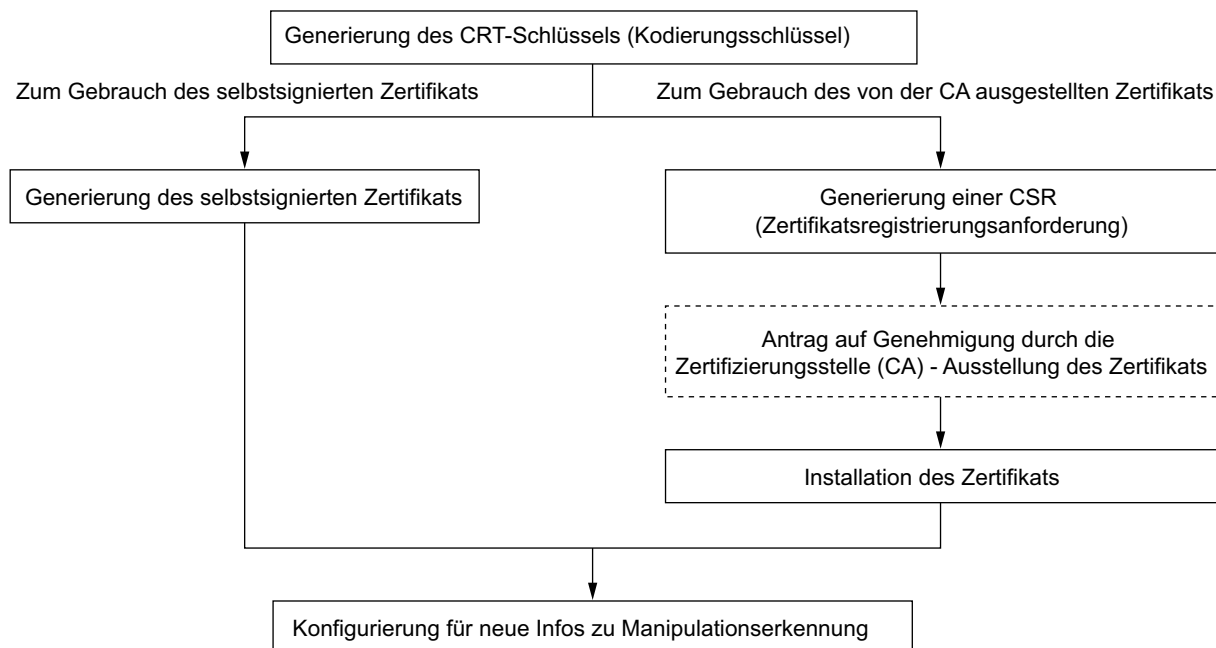 Generierung des CRT-Schlüssels (Kodierungsschlüssel)
Zum Gebrauch des selbstsignierten Zertifikats
Zum Gebrauch des von der CA ausgestellten Zertifikats
Generierung des selbstsignierten Zertifikats
Generierung einer CSR
(Zertifikatsregistrierungsanforderung)
Antrag auf Genehmigung durch die
Zertifizierungsstelle (CA) - Ausstellung des Zertifikats
Installation des Zertifikats
Konfigurierung für neue Infos zu Manipulationserkennung